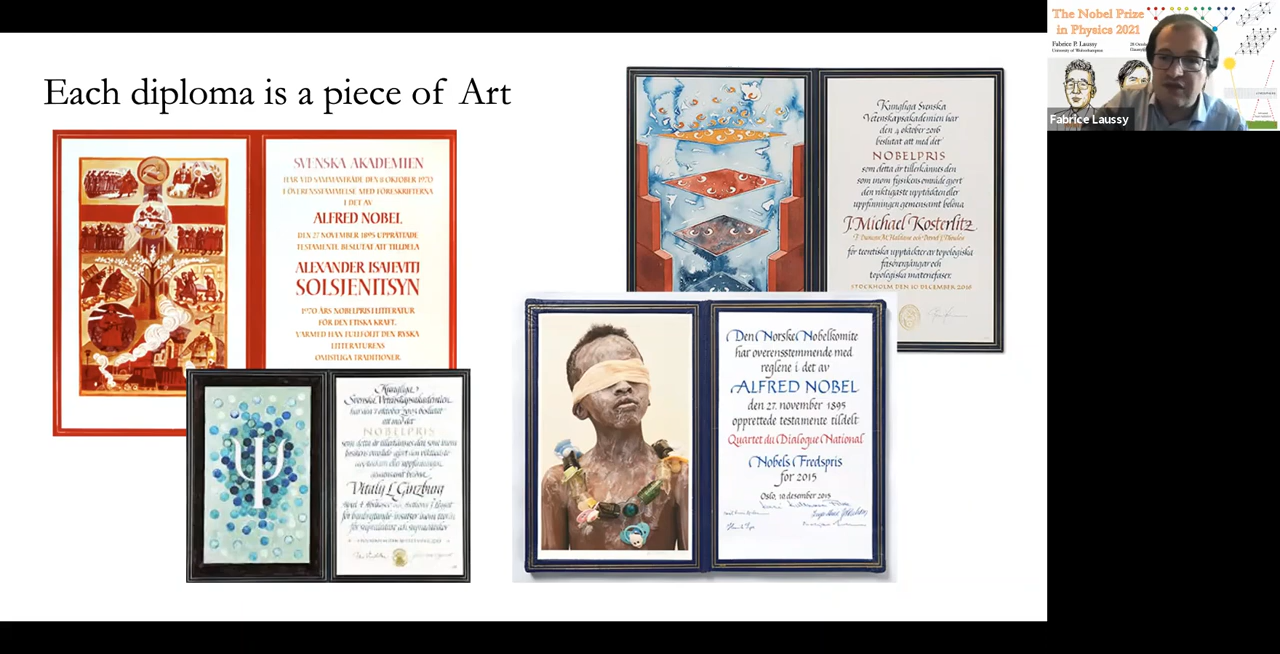 Each diploma is a piece of Art
SVENSKA AKADEMIEN
HAR VID SAMMANTRÄDE DEN 8 OKTOBER 1970
I ÖVERENSSTÄMMELSE MED FÖRESKRIFTERNA
I DET AV
ALFRED NOBEL
DEN 27 NOVEMBER 1895 UPPRÄTTADE
TESTAMENTE BESLUTAT ATT TILLDELA
ALEXANDER ISAJEVITJ
SOLSJENITSYN
1970 ÅRS NOBELPRIS I LITTERATUR
FÖR DEN ETISKA KRAFT,
VARMED HAN FULLFÖLJT DEN RYSKA
LITTERATURENS
OMISTLIGA TRADITIONER.
Kungliga
Svenska Vetenskapsakademien
har den 7 oktober 2003 beslutat
att med det
NOBELPRIS
som detta år tillerkännes den som inom
Vitaly L Ginzburg
ψ
Kungliga Svenska
Vetenskapsakademien har
den 4 oktober 2016
beslutat att med det
NOBELPRIS
som detta år tillerkännes den
som inom fysikens område gjort
den viktigaste upptäckten eller
uppfinningen gemensamt belöna
J. Michael Kosterlitz
för teoretiska upptäckter av topologiska
fasövergångar och
topologiska materiefaser.
STOCKHOLM DEN 10 DECEMBER 2016
Den Norske Nobelkomite
har overensstemmende med
reglene i det av
ALFRED NOBEL
den 27. november 1895
opprettede testamente tildelt
Quartet du Dialogue National
Nobels Fredspris
for 2015
Oslo, 10. desember 2015
The Nobel Prize
in Physics 2021
Fabrice P. Laussy
University of Wolverhampton
Fabrice Laussy